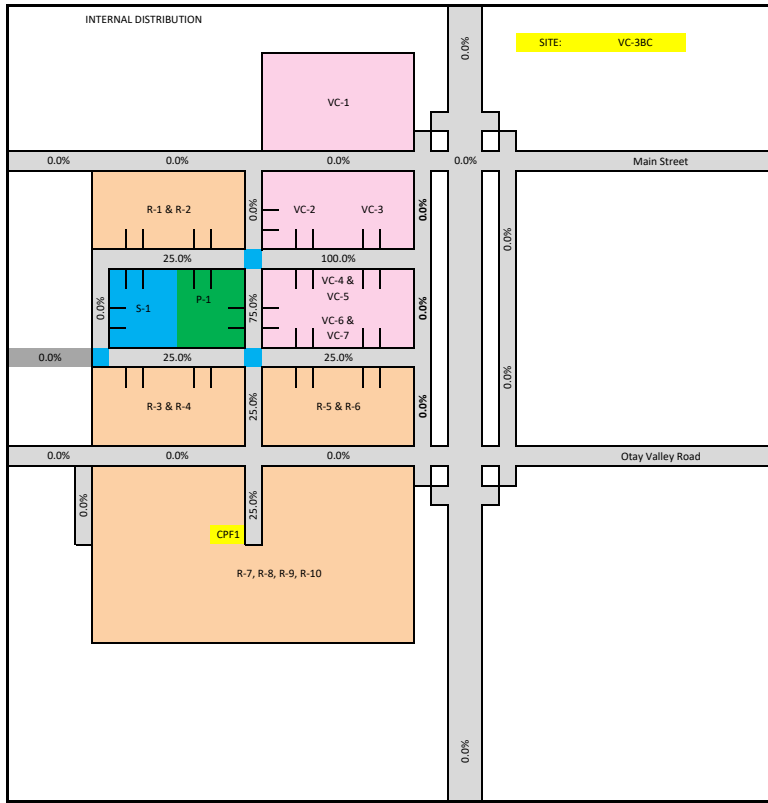 INTERNAL DISTRIBUTION
SITE: VC-3BC
0.0%
VC-1
0.0% 0.0% 0.0% 0.0% Main Street
R-1 & R-2
0.0%
VC-2 VC-3
0.0%
0.0%
25.0% 100.0%
0.0%
S-1
P-1
75.0%
VC-4 &
VC-5
VC-6 &
VC-7
0.0%
0.0% 25.0% 25.0%
0.0%
R-3 & R-4
25.0%
R-5 & R-6
0.0%
0.0% 0.0% 0.0% Otay Valley Road
0.0%
25.0%
CPF1
R-7, R-8, R-9, R-10
0.0%